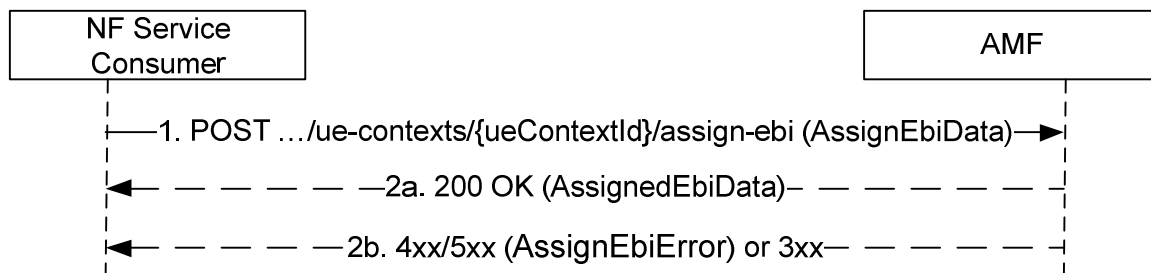 NF Service
Consumer
AMF
1. POST …/ue-contexts/{ueContextId}/assign-ebi (AssignEbiData)
2a. 200 OK (AssignedEbiData)
2b. 4xx/5xx (AssignEbiError) or 3xx